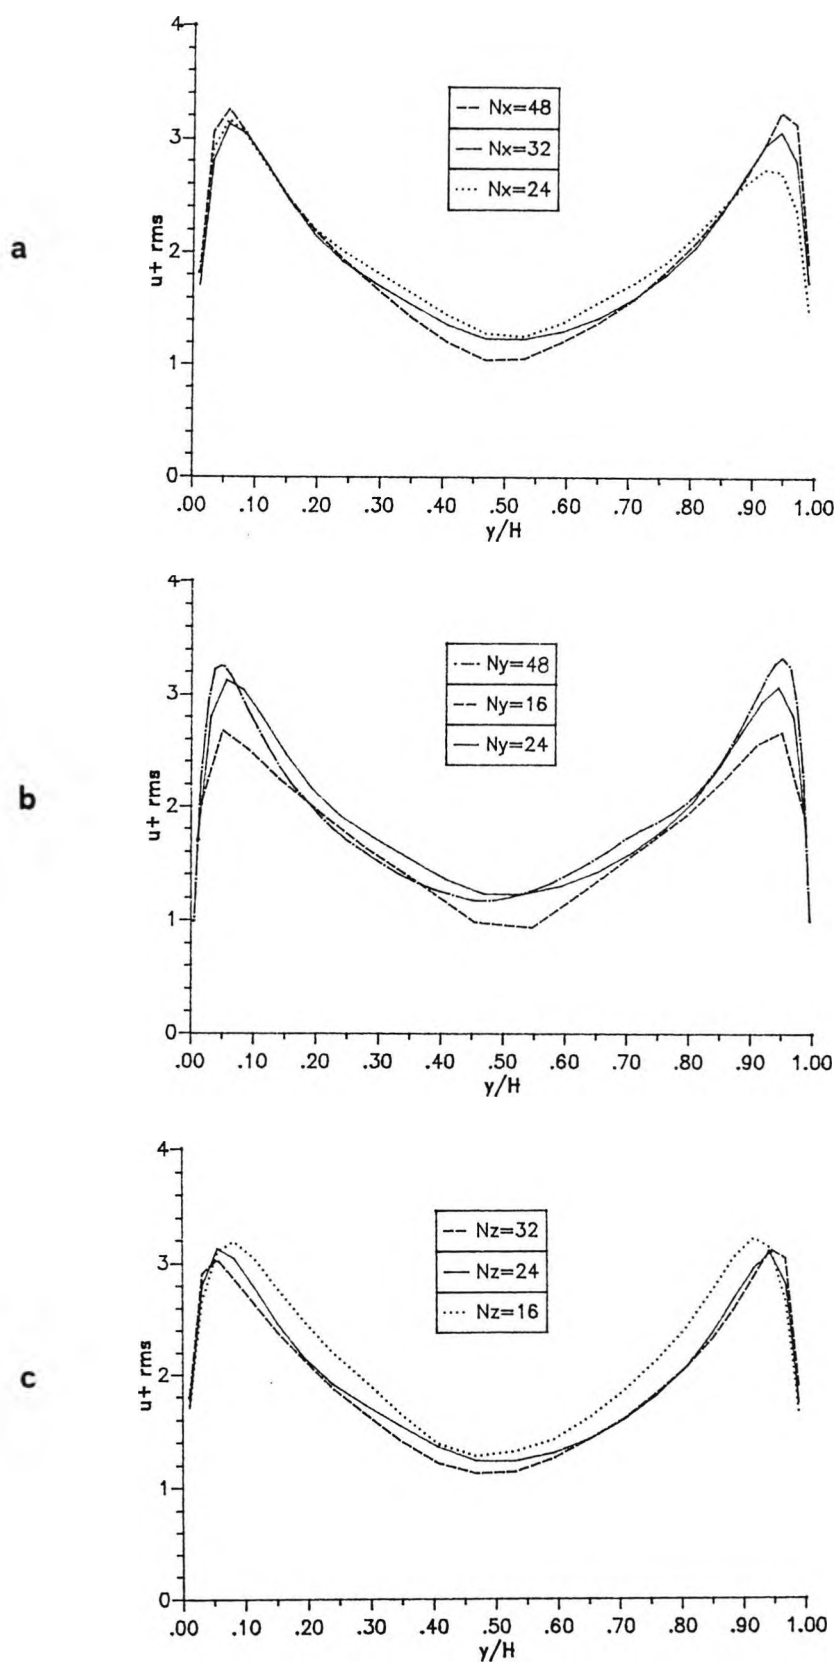 a
4
3
2
1
0
u+ rms
Nx=48
Nx=32
Nx=24
.00 .10 .20 .30 .40 .50 .60 .70 .80 .90 1.00
y/H
b
4
3
2
1
0
u+ rms
Ny=48
Ny=16
Ny=24
.00 .10 .20 .30 .40 .50 .60 .70 .80 .90 1.00
y/H
c
4
3
2
1
0
u+ rms
Nz=32
Nz=24
Nz=16
.00 .10 .20 .30 .40 .50 .60 .70 .80 .90 1.00
y/H